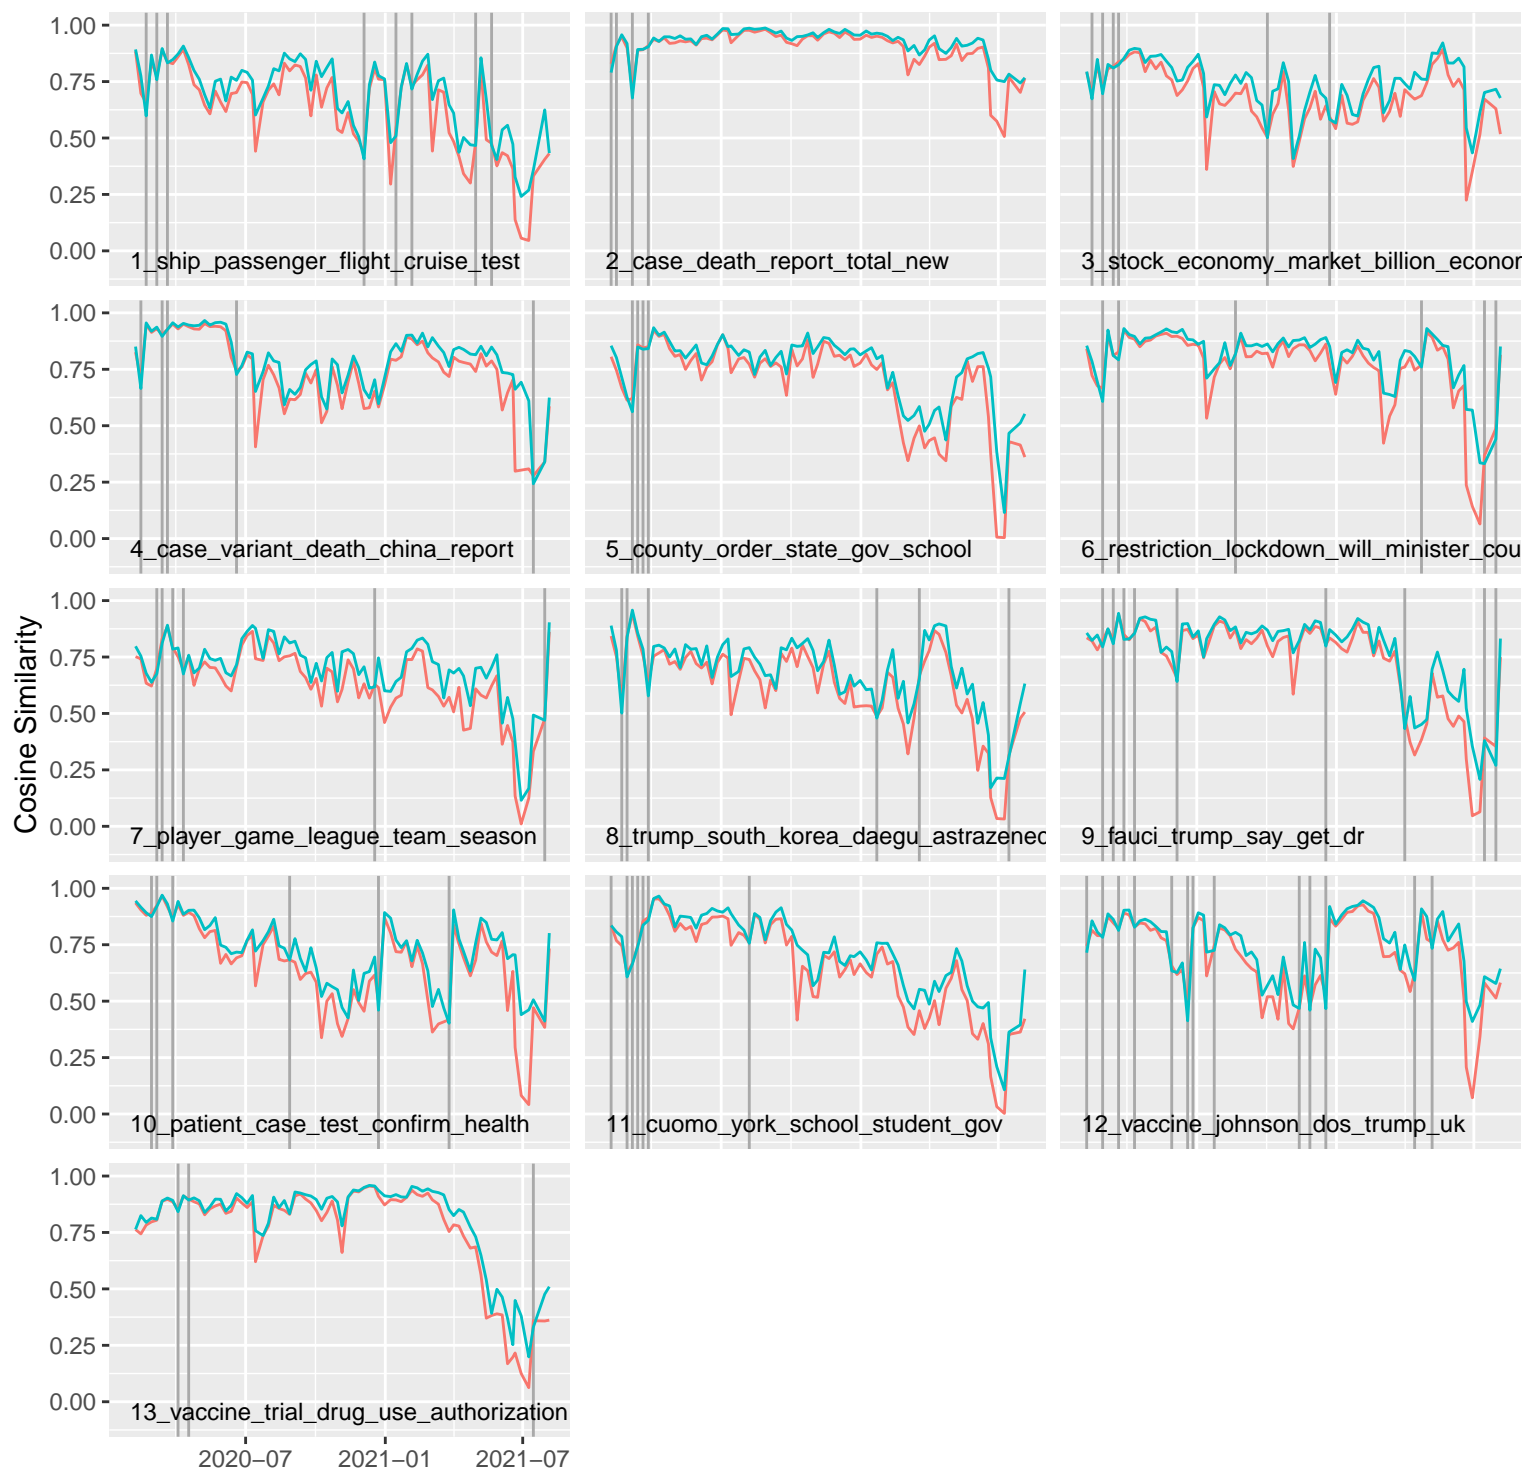 1.00
0.75
0.50
0.25
0.00
1_ship_passenger_flight_cruise_test
2_case_death_report_total_new
3_stock_economy_market_billion_econor
1.00
0.75
0.50
0.25
0.00
4_case_variant_death_china_report
5_county_order_state_gov_school
6_restriction_lockdown_will_minister_cou
Cosine Similarity
1.00
0.75
0.50
0.25
0.00
7_player_game_league_team_season
8_trump_south_korea_daegu_astrazenec
9_fauci_trump_say_get_dr
1.00
0.75
0.50
0.25
0.00
10_patient_case_test_confirm_health
11_cuomo_york_school_student_gov
12_vaccine_johnson_dos_trump_uk
1.00
0.75
0.50
0.25
0.00
13_vaccine_trial_drug_use_authorization
2020−07
2021−01
2021−07